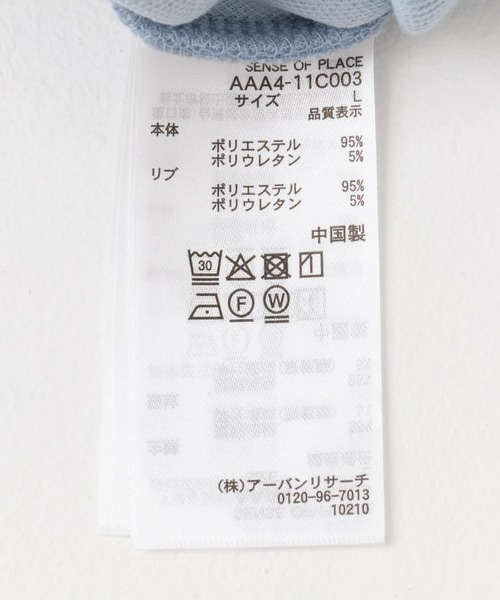 SENSE OF PLACE
AAA4-11C003
サイズ L
品質表示
本体
ポリエステル 95%
ポリウレタン 5%
リブ
ポリエステル 95%
ポリウレタン 5%
中国製
30
F W
(株)アーバンリサーチ
0120-96-7013
10210